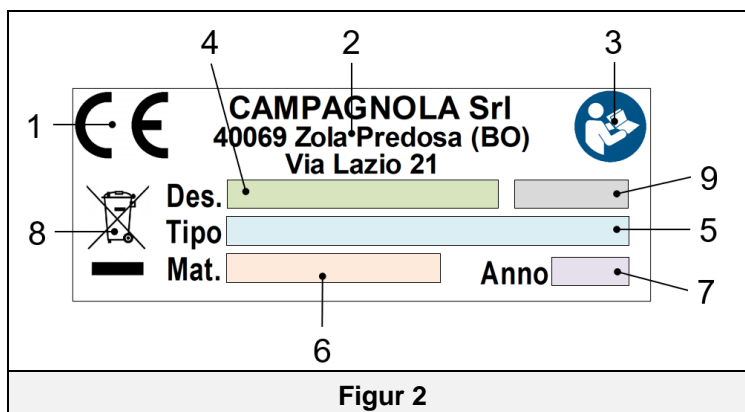 4 2 3
CE CAMPAGNOLA Srl
1 40069 Zola Predosa (BO)
Via Lazio 21
Des. 9
8 Tipo 5
Mat. Anno 7
6
Figur 2